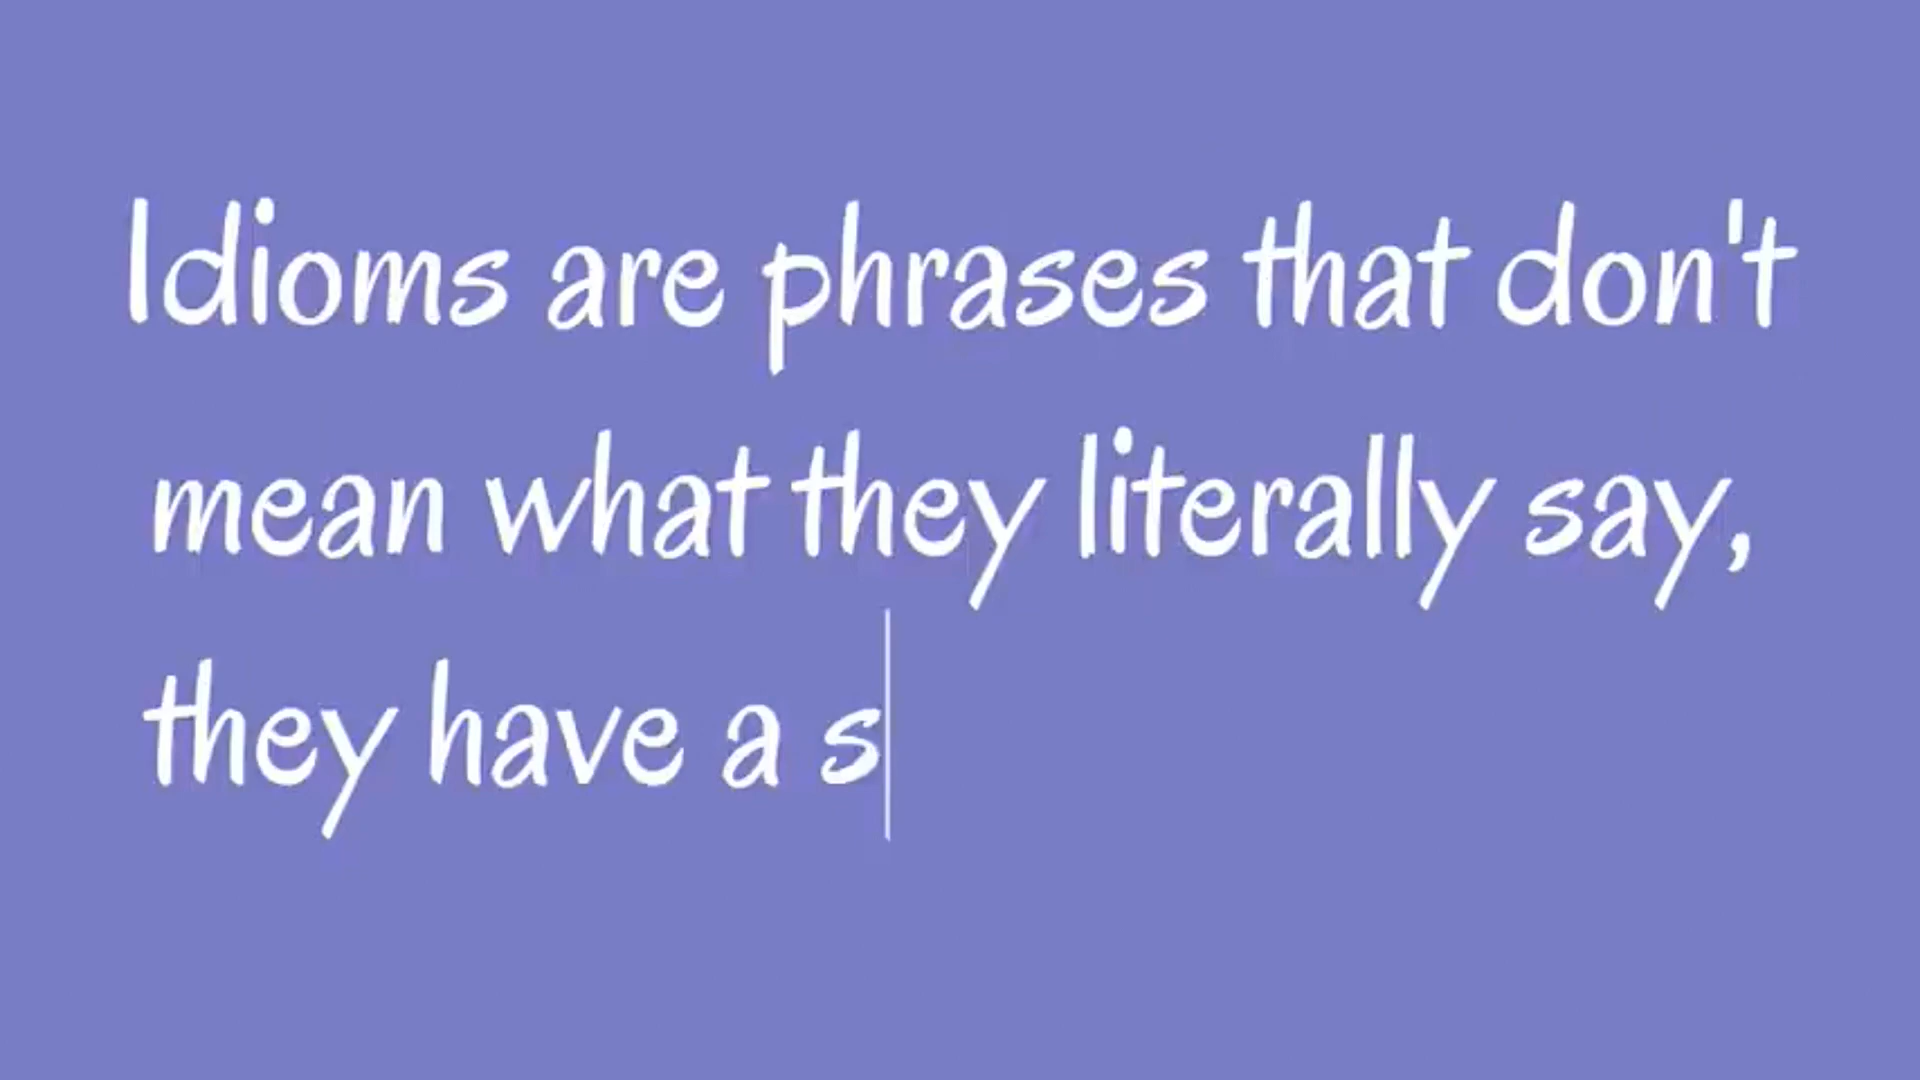 Idioms are phrases that don't
mean what they literally say,
they have a s